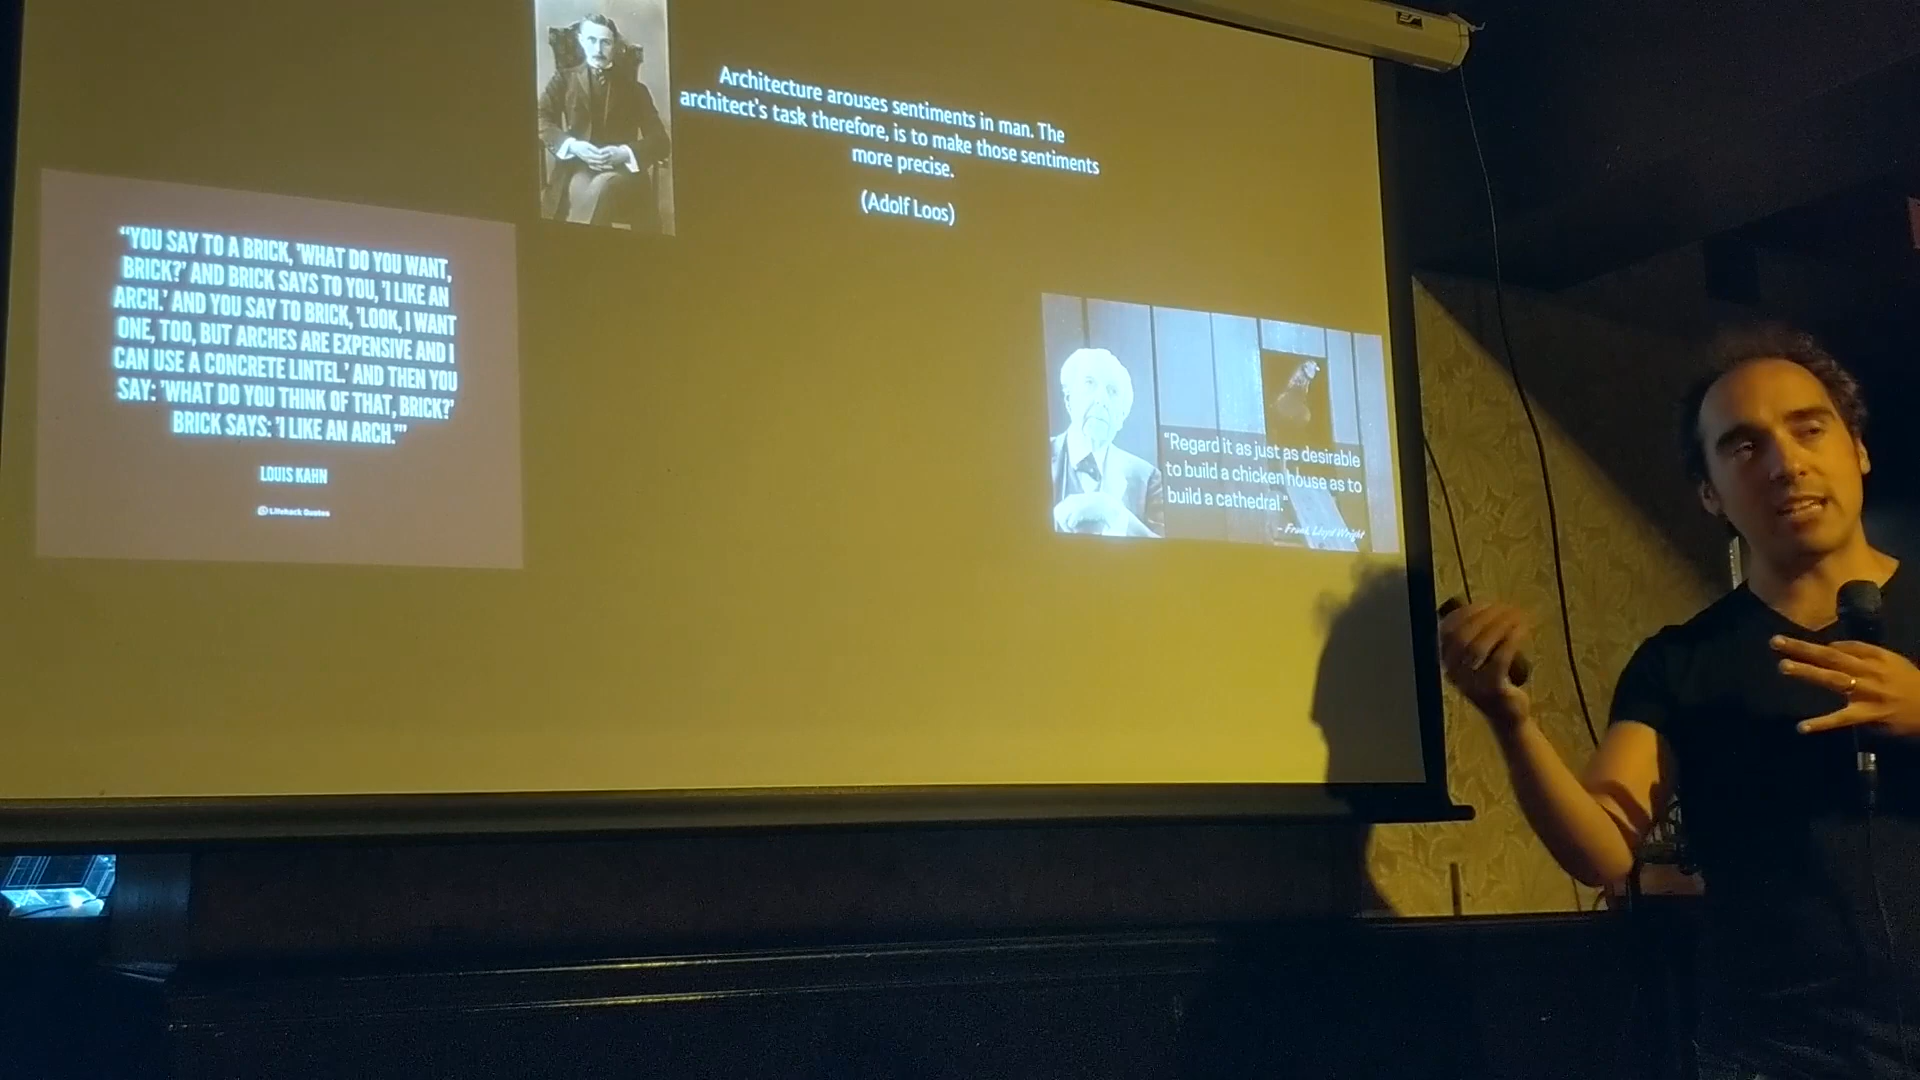 Architecture arouses sentiments in man. The
architect's task therefore, is to make those sentiments
more precise.
(Adolf Loos)
“YOU SAY TO A BRICK, 'WHAT DO YOU WANT,
BRICK?' AND BRICK SAYS TO YOU, 'I LIKE AN
ARCH.' AND YOU SAY TO BRICK, 'LOOK, I WANT
ONE, TOO, BUT ARCHES ARE EXPENSIVE AND I
CAN USE A CONCRETE LINTEL.' AND THEN YOU
SAY: 'WHAT DO YOU THINK OF THAT, BRICK?'
BRICK SAYS: 'I LIKE AN ARCH.'”
LOUIS KAHN
Lifehack Quotes
“Regard it as just as desirable
to build a chicken house as to
build a cathedral.”
- Frank Lloyd Wright